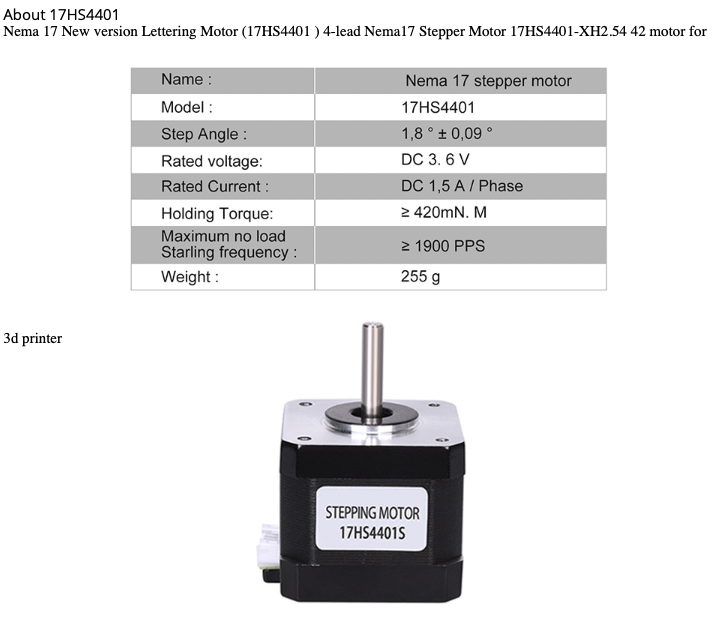 About 17HS4401
Nema 17 New version Lettering Motor (17HS4401 ) 4-lead Nema17 Stepper Motor 17HS4401-XH2.54 42 motor for
Name :	Nema 17 stepper motor
Model :	17HS4401
Step Angle :	1,8 ° ± 0,09 °
Rated voltage:	DC 3. 6 V
Rated Current :	DC 1,5 A / Phase
Holding Torque:	≥ 420mN. M
Maximum no load
Starling frequency :	≥ 1900 PPS
Weight :	255 g
3d printer
STEPPING MOTOR
17HS4401S